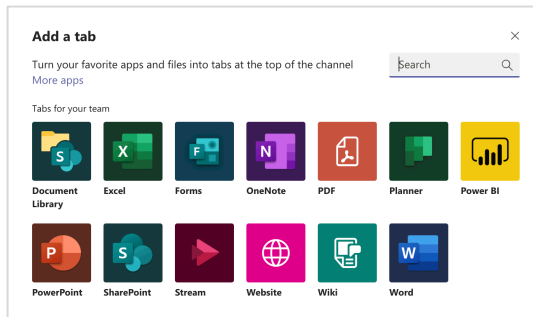 Add a tab
Turn your favorite apps and files into tabs at the top of the channel
More apps
Search
Tabs for your team
S X F N
Document Library Excel Forms OneNote PDF Planner Power BI
P S W
PowerPoint SharePoint Stream Website Wiki Word